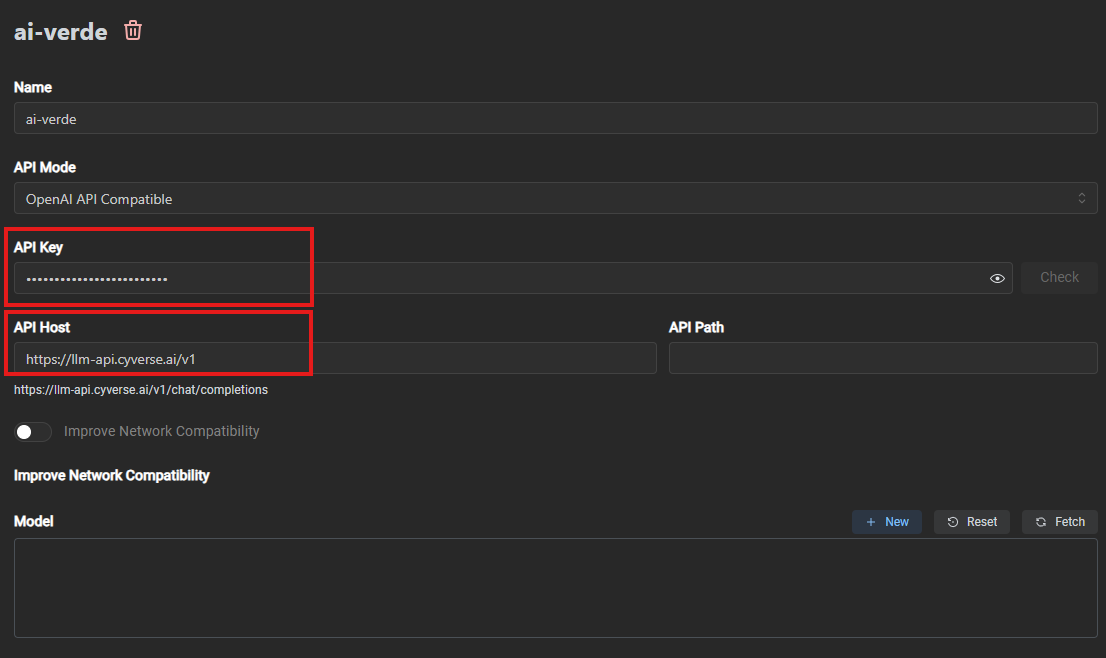 ai-verde
Name
ai-verde
API Mode
OpenAI API Compatible
API Key
•••••••••••••••••••••••••
Check
API Host
API Path
https://llm-api.cyverse.ai/v1
https://llm-api.cyverse.ai/v1/chat/completions
Improve Network Compatibility
Improve Network Compatibility
Model
+ New
Reset
Fetch